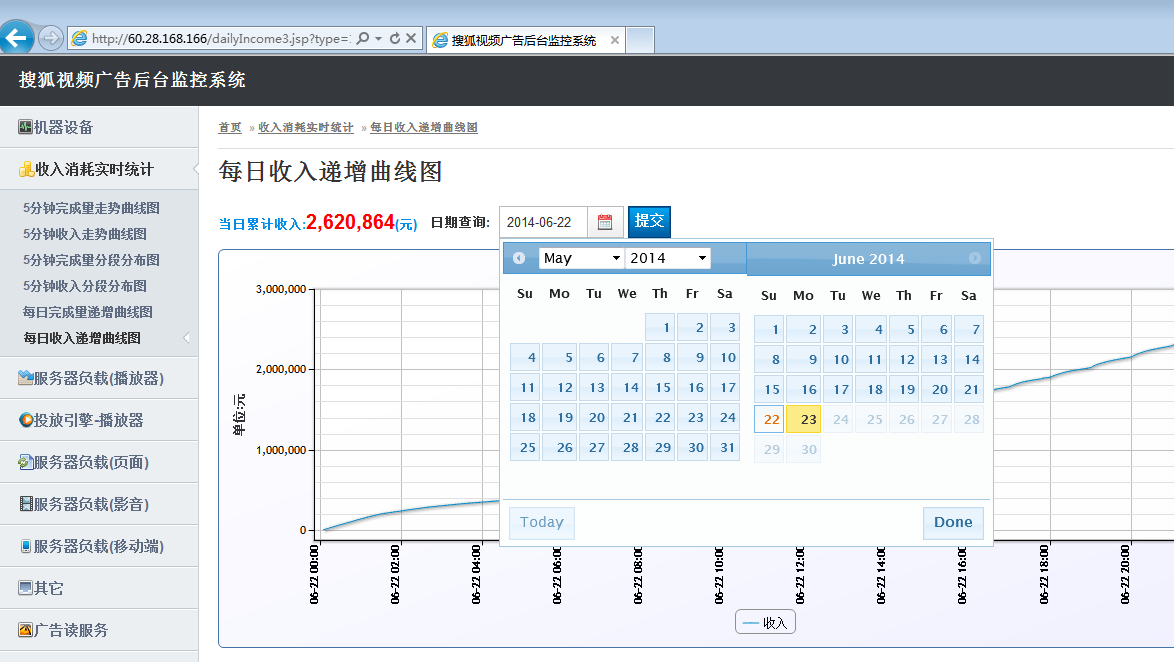 http://60.28.168.166/dailyIncome3.jsp?type=
搜狐视频广告后台监控系统
搜狐视频广告后台监控系统
机器设备
收入消耗实时统计
5分钟完成量走势曲线图
5分钟收入走势曲线图
5分钟完成量分段分布图
5分钟收入分段分布图
每日完成量递增曲线图
每日收入递增曲线图
服务器负载(播放器)
投放引擎-播放器
服务器负载(页面)
服务器负载(影音)
服务器负载(移动端)
其它
广告读服务
首页 » 收入消耗实时统计 » 每日收入递增曲线图
每日收入递增曲线图
当日累计收入:2,620,864(元) 日期查询: 2014-06-22 提交
May 2014
Su Mo Tu We Th Fr Sa
1 2 3
4 5 6 7 8 9 10
11 12 13 14 15 16 17
18 19 20 21 22 23 24
25 26 27 28 29 30 31
June 2014
Su Mo Tu We Th Fr Sa
1 2 3 4 5 6 7
8 9 10 11 12 13 14
15 16 17 18 19 20 21
22 23 24 25 26 27 28
29 30
Today Done
单位:元
3,000,000
2,000,000
1,000,000
0
06-22 00:00
06-22 02:00
06-22 04:00
06-22 06:00
06-22 08:00
06-22 10:00
06-22 12:00
06-22 14:00
06-22 16:00
06-22 18:00
06-22 20:00
收入